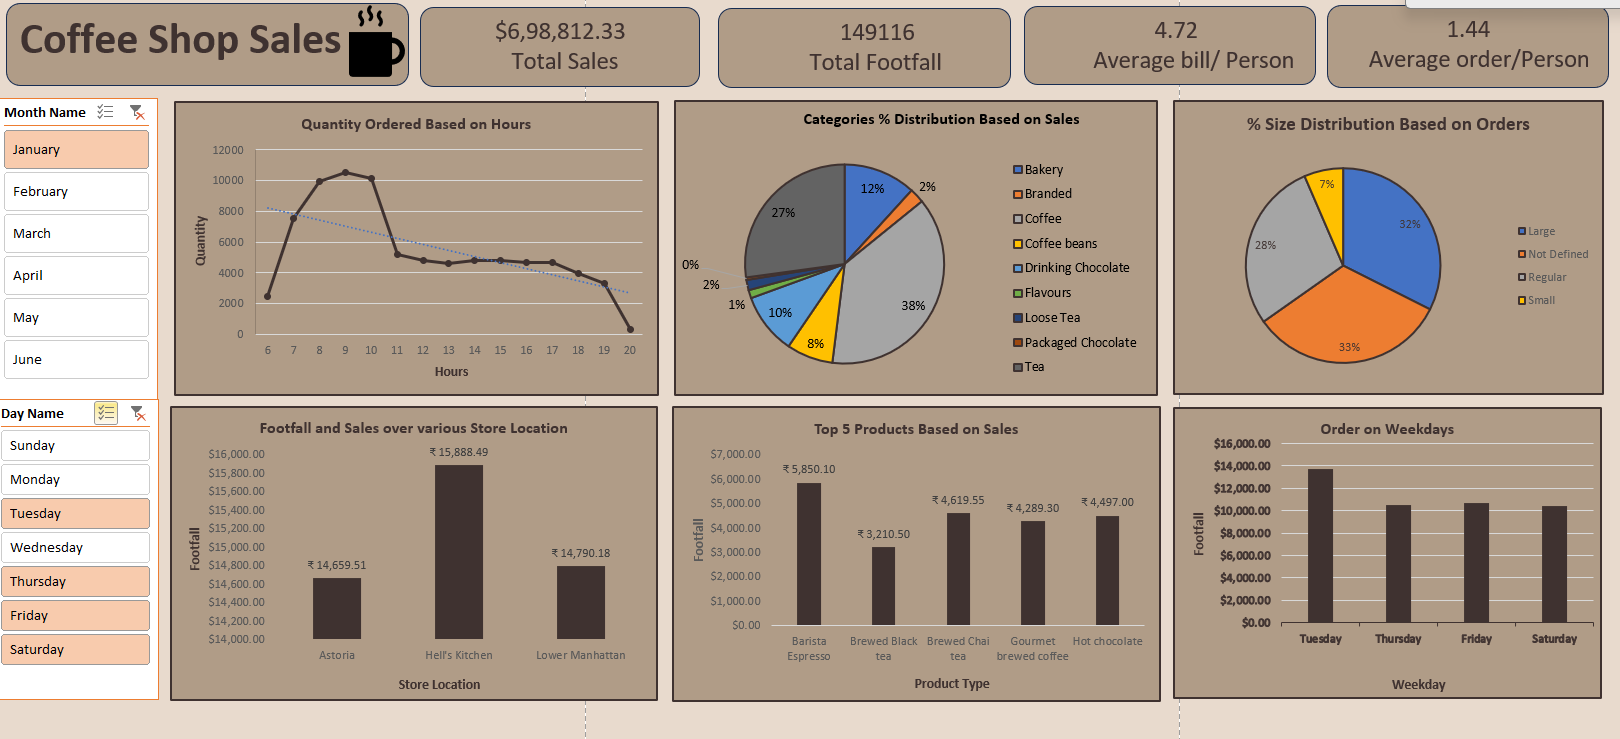 Coffee Shop Sales
$6,98,812.33
Total Sales
149116
Total Footfall
4.72
Average bill/ Person
1.44
Average order/Person
Month Name
January
February
March
April
May
June
Day Name
Sunday
Monday
Tuesday
Wednesday
Thursday
Friday
Saturday
Quantity Ordered Based on Hours
Quantity
12000
10000
8000
6000
4000
2000
0
6 7 8 9 10 11 12 13 14 15 16 17 18 19 20
Hours
Categories % Distribution Based on Sales
12%
2%
38%
8%
10%
1%
2%
0%
27%
Bakery
Branded
Coffee
Coffee beans
Drinking Chocolate
Flavours
Loose Tea
Packaged Chocolate
Tea
% Size Distribution Based on Orders
32%
33%
28%
7%
Large
Not Defined
Regular
Small
Footfall and Sales over various Store Location
Footfall
$16,000.00
$15,800.00
$15,600.00
$15,400.00
$15,200.00
$15,000.00
$14,800.00
$14,600.00
$14,400.00
$14,200.00
$14,000.00
₹ 14,659.51
₹ 15,888.49
₹ 14,790.18
Astoria
Hell's Kitchen
Lower Manhattan
Store Location
Top 5 Products Based on Sales
Footfall
$7,000.00
$6,000.00
$5,000.00
$4,000.00
$3,000.00
$2,000.00
$1,000.00
$0.00
₹ 5,850.10
₹ 3,210.50
₹ 4,619.55
₹ 4,289.30
₹ 4,497.00
Barista
Espresso
Brewed Black
tea
Brewed Chai
tea
Gourmet
brewed coffee
Hot chocolate
Product Type
Order on Weekdays
Footfall
$16,000.00
$14,000.00
$12,000.00
$10,000.00
$8,000.00
$6,000.00
$4,000.00
$2,000.00
$0.00
Tuesday
Thursday
Friday
Saturday
Weekday